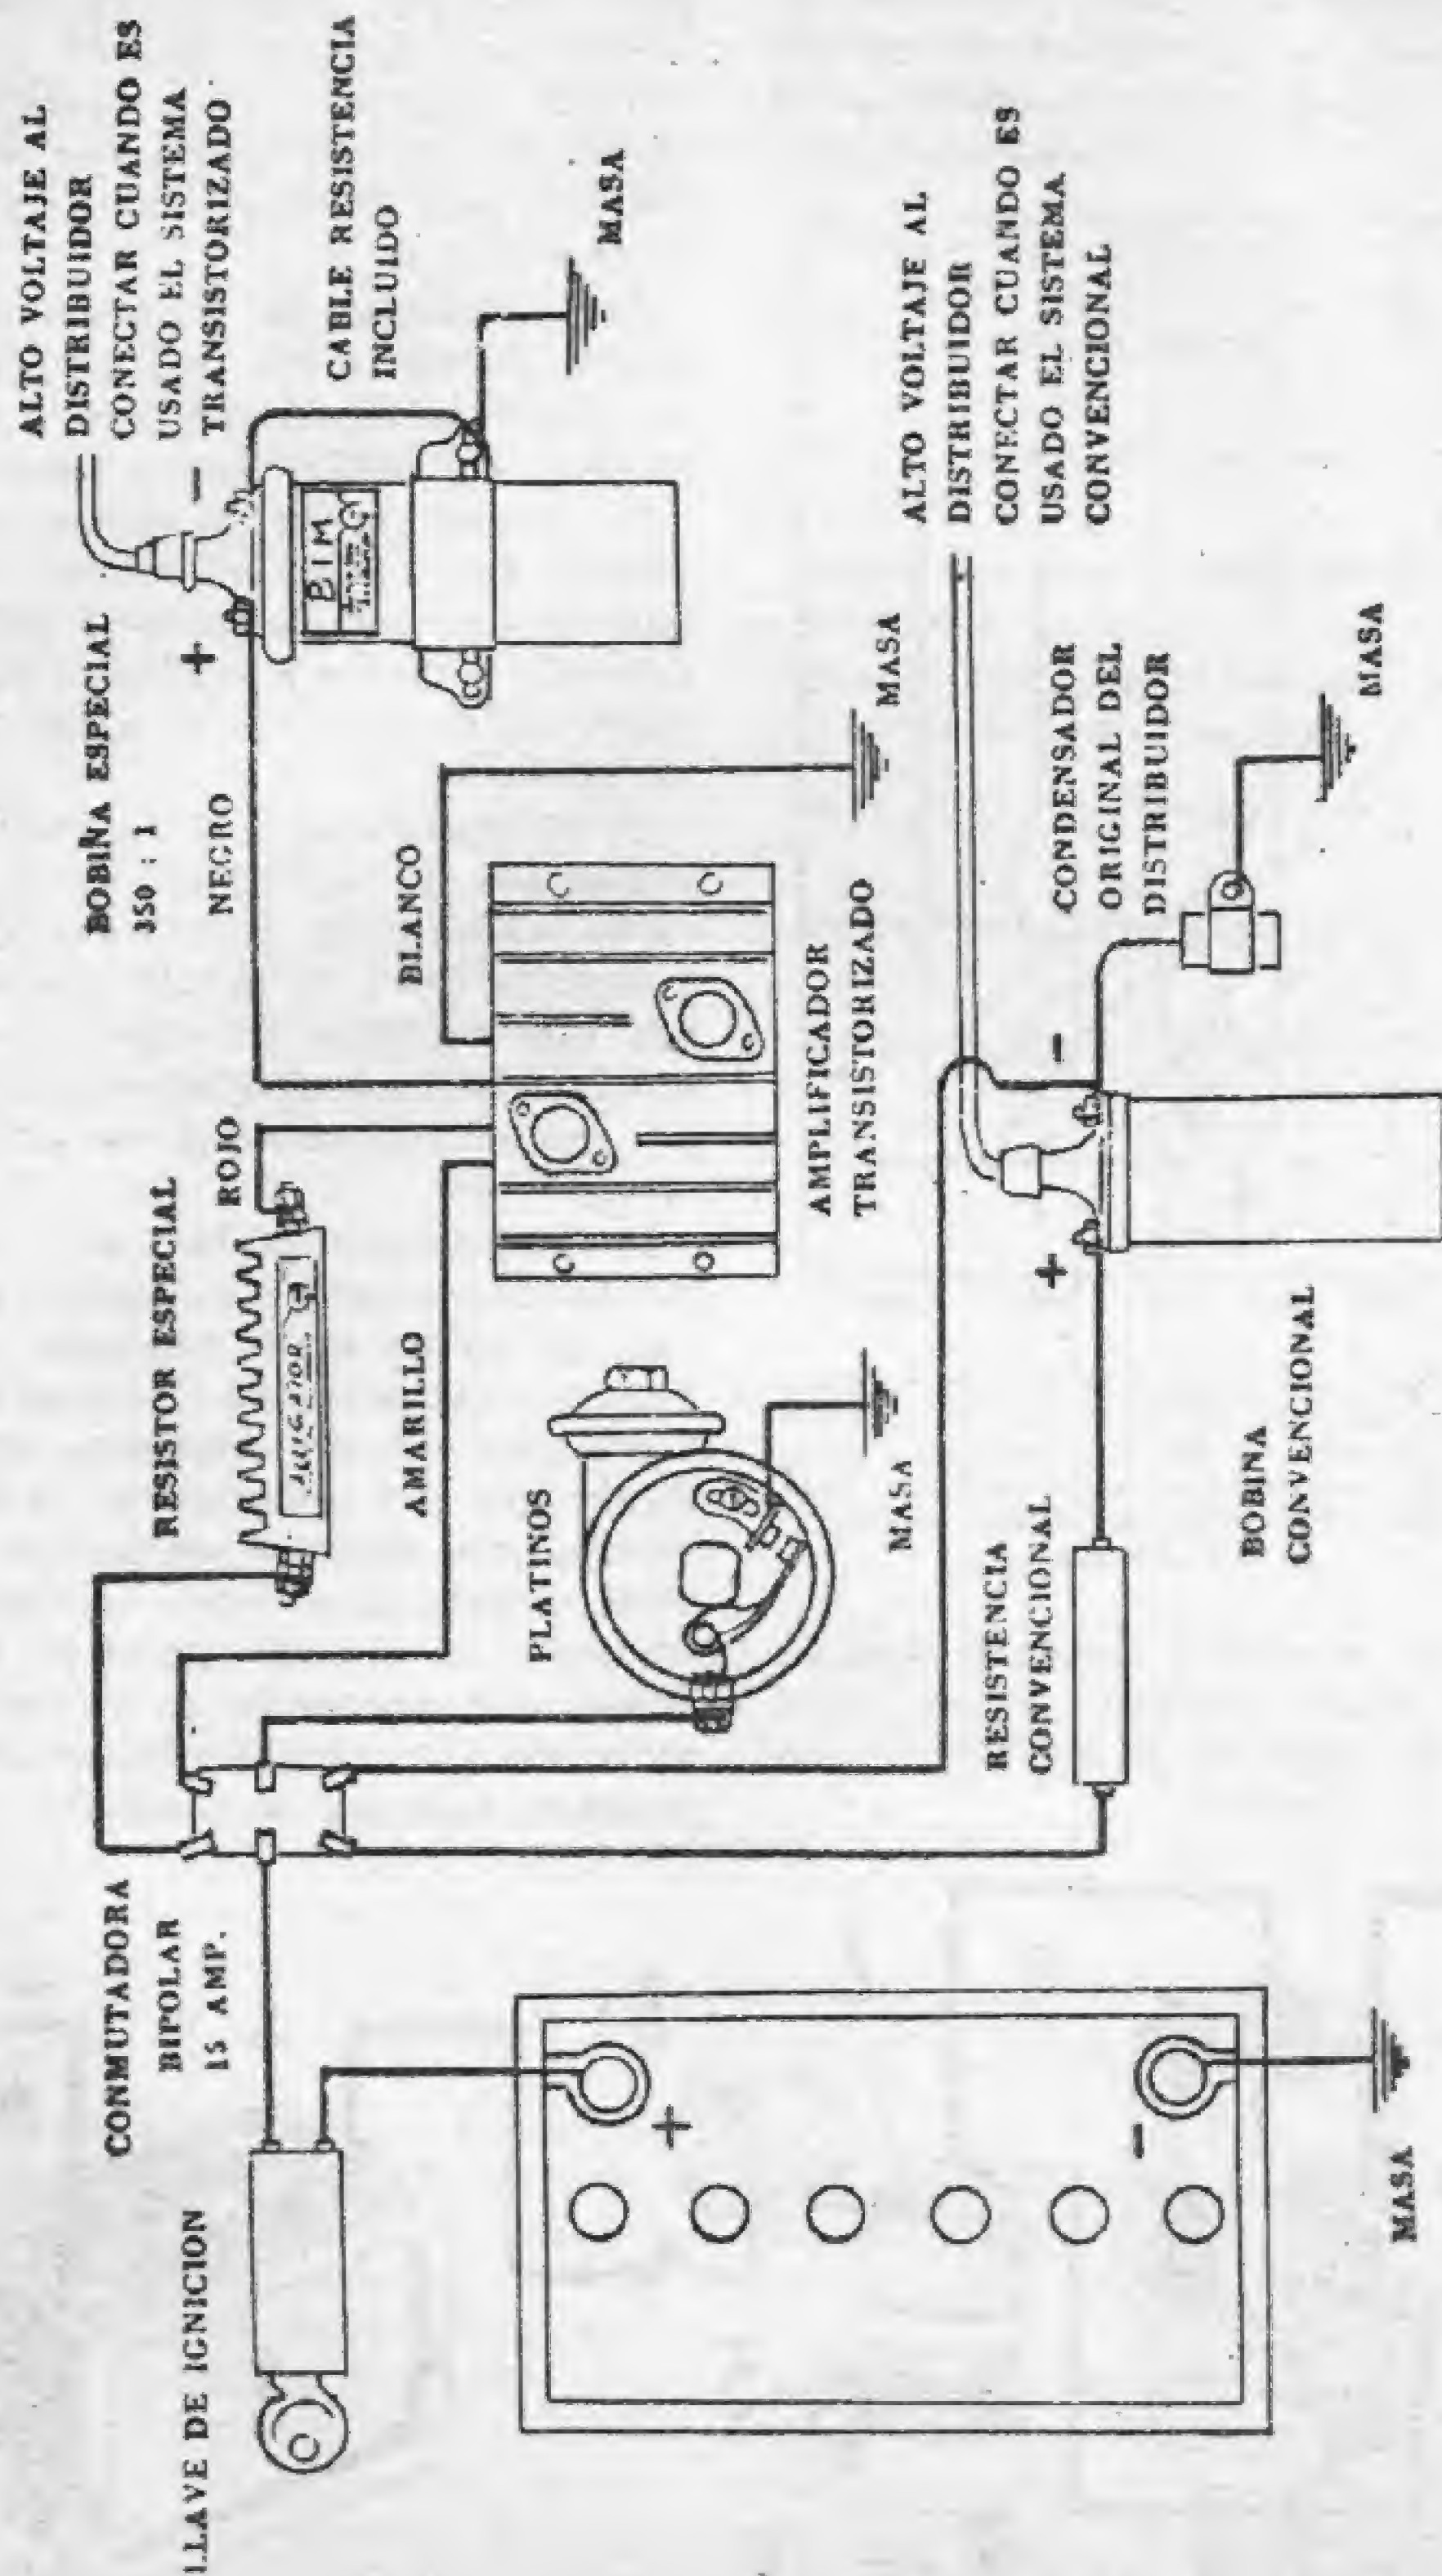 ALTO VOLTAJE AL
DISTRIBUIDOR
CONECTAR CUANDO ES
USADO EL SISTEMA
TRANSISTORIZADO
CABLE RESISTENCIA
INCLUIDO
MASA
BOBIÑA ESPECIAL
150 : 1
+
-
BIM
NEGRO
BLANCO
MASA
RESISTOR ESPECIAL
ROJO
AMARILLO
AMPLIFICADOR
TRANSISTORIZADO
PLATINOS
MASA
ALTO VOLTAJE AL
DISTRIBUIDOR
CONECTAR CUANDO ES
USADO EL SISTEMA
CONVENCIONAL
CONDENSADOR
ORIGINAL DEL
DISTRIBUIDOR
MASA
-
+
BOBINA
CONVENCIONAL
RESISTENCIA
CONVENCIONAL
CONMUTADORA
BIPOLAR
15 AMP.
LLAVE DE IGNICION
+
-
MASA